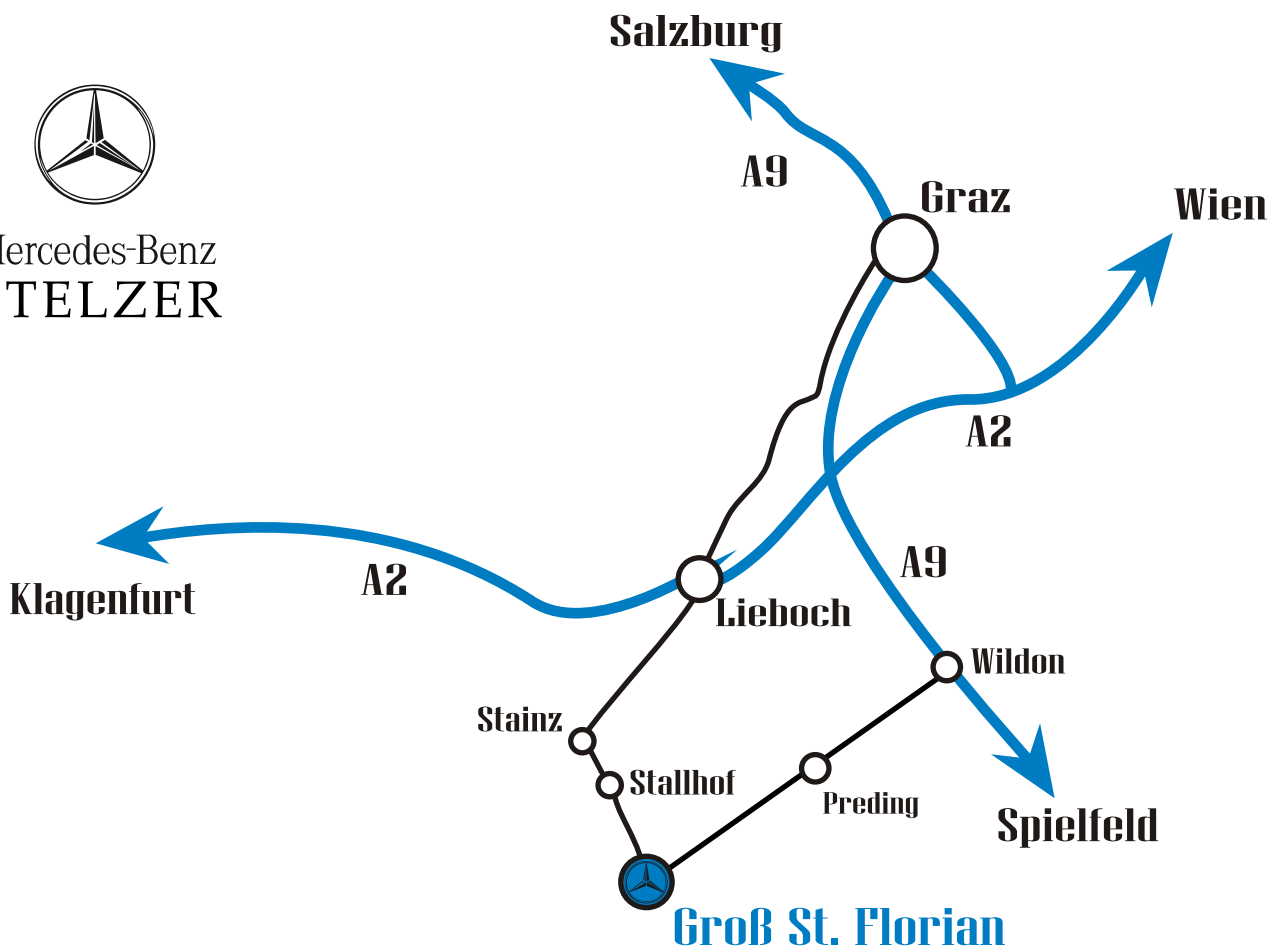 Salzburg
A9
Graz
Wien
Mercedes-Benz
TELZER
A2
A9
A2
Klagenfurt
Lieboch
Wildon
Stainz
Stallhof
Preding
Spielfeld
Groß St. Florian